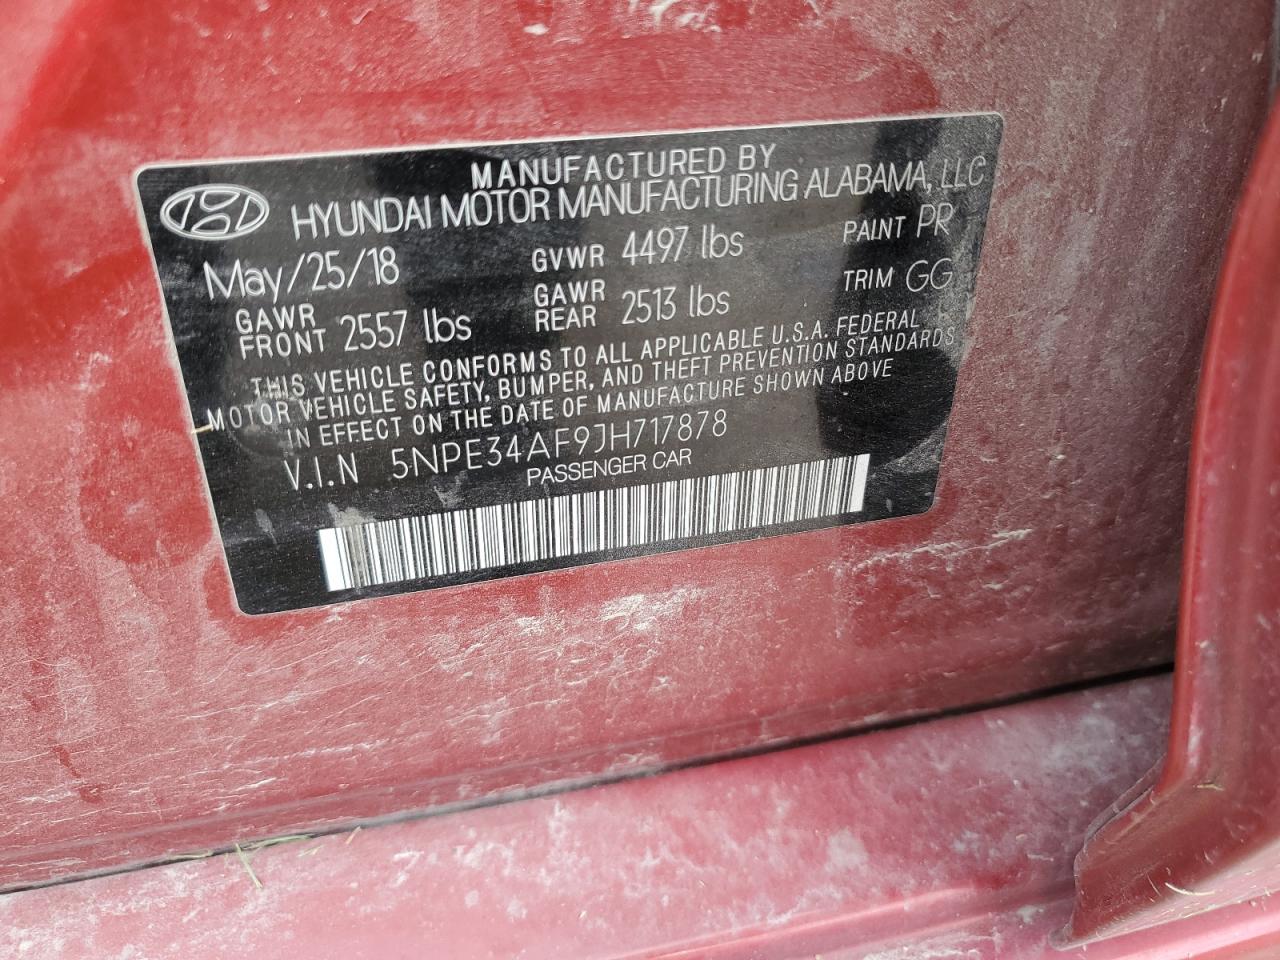 MANUFACTURED BY
HYUNDAI MOTOR MANUFACTURING ALABAMA, LLC
May/25/18 GVWR 4497 lbs PAINT PR
GAWR FRONT 2557 lbs GAWR REAR 2513 lbs TRIM GG
THIS VEHICLE CONFORMS TO ALL APPLICABLE U.S.A. FEDERAL
MOTOR VEHICLE SAFETY, BUMPER, AND THEFT PREVENTION STANDARDS
IN EFFECT ON THE DATE OF MANUFACTURE SHOWN ABOVE
V.I.N 5NPE34AF9JH717878
PASSENGER CAR